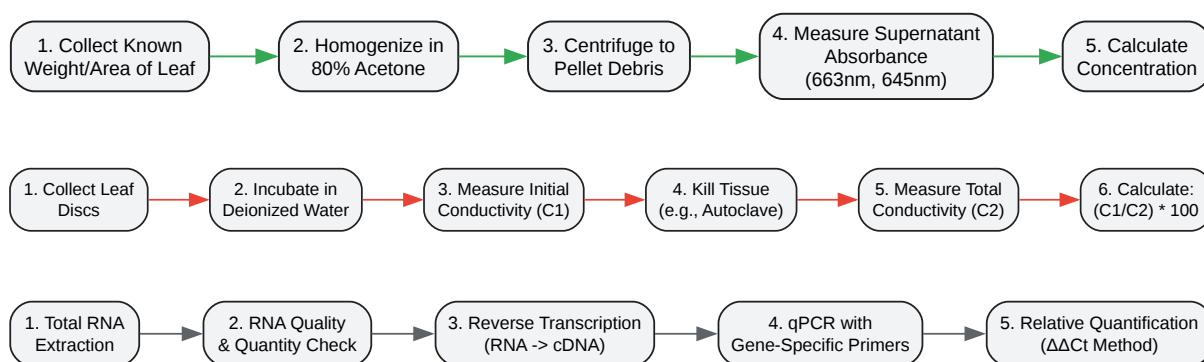 1. Collect Known
Weight/Area of Leaf
2. Homogenize in
80% Acetone
3. Centrifuge to
Pellet Debris
4. Measure Supernatant
Absorbance
(663nm, 645nm)
5. Calculate
Concentration
1. Collect Leaf
Discs
2. Incubate in
Deionized Water
3. Measure Initial
Conductivity (C1)
4. Kill Tissue
(e.g., Autoclave)
5. Measure Total
Conductivity (C2)
6. Calculate:
(C1/C2) * 100
1. Total RNA
Extraction
2. RNA Quality
& Quantity Check
3. Reverse Transcription
(RNA -> cDNA)
4. qPCR with
Gene-Specific Primers
5. Relative Quantification
(ΔΔCt Method)